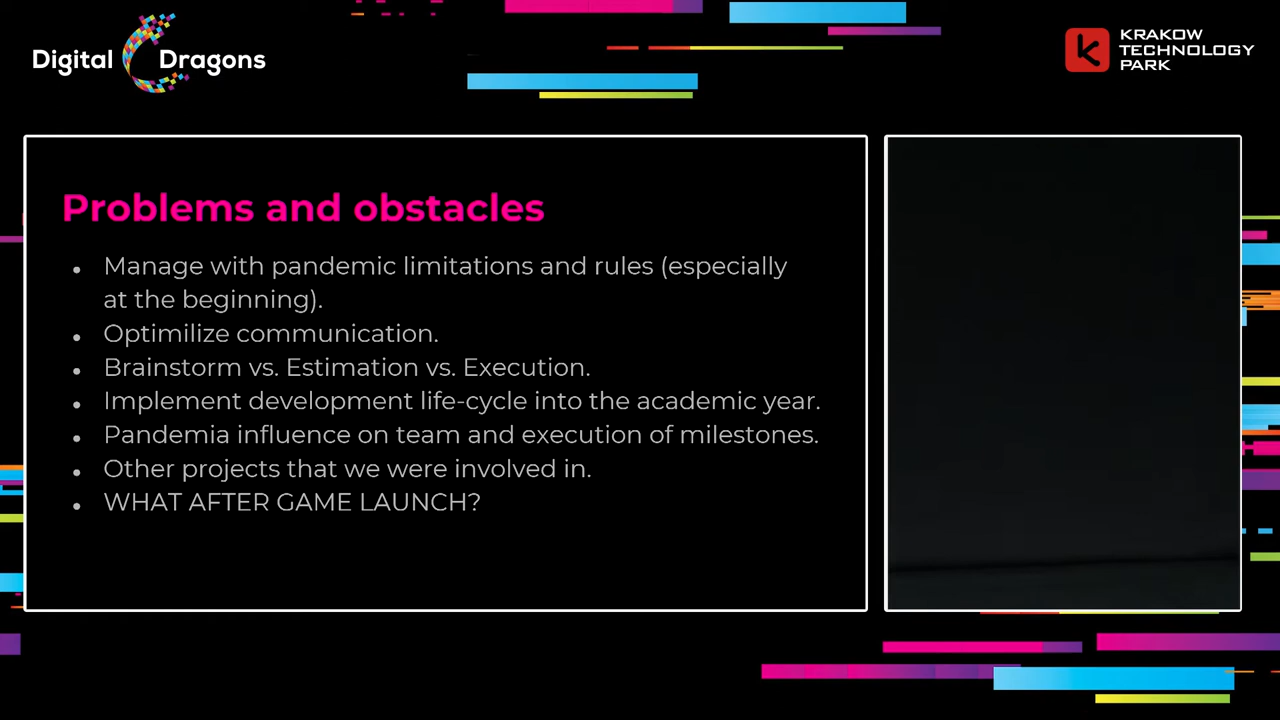 Digital Dragons
KRAKOW
TECHNOLOGY
PARK
Problems and obstacles
• Manage with pandemic limitations and rules (especially
at the beginning).
• Optimilize communication.
• Brainstorm vs. Estimation vs. Execution.
• Implement development life-cycle into the academic year.
• Pandemia influence on team and execution of milestones.
• Other projects that we were involved in.
• WHAT AFTER GAME LAUNCH?